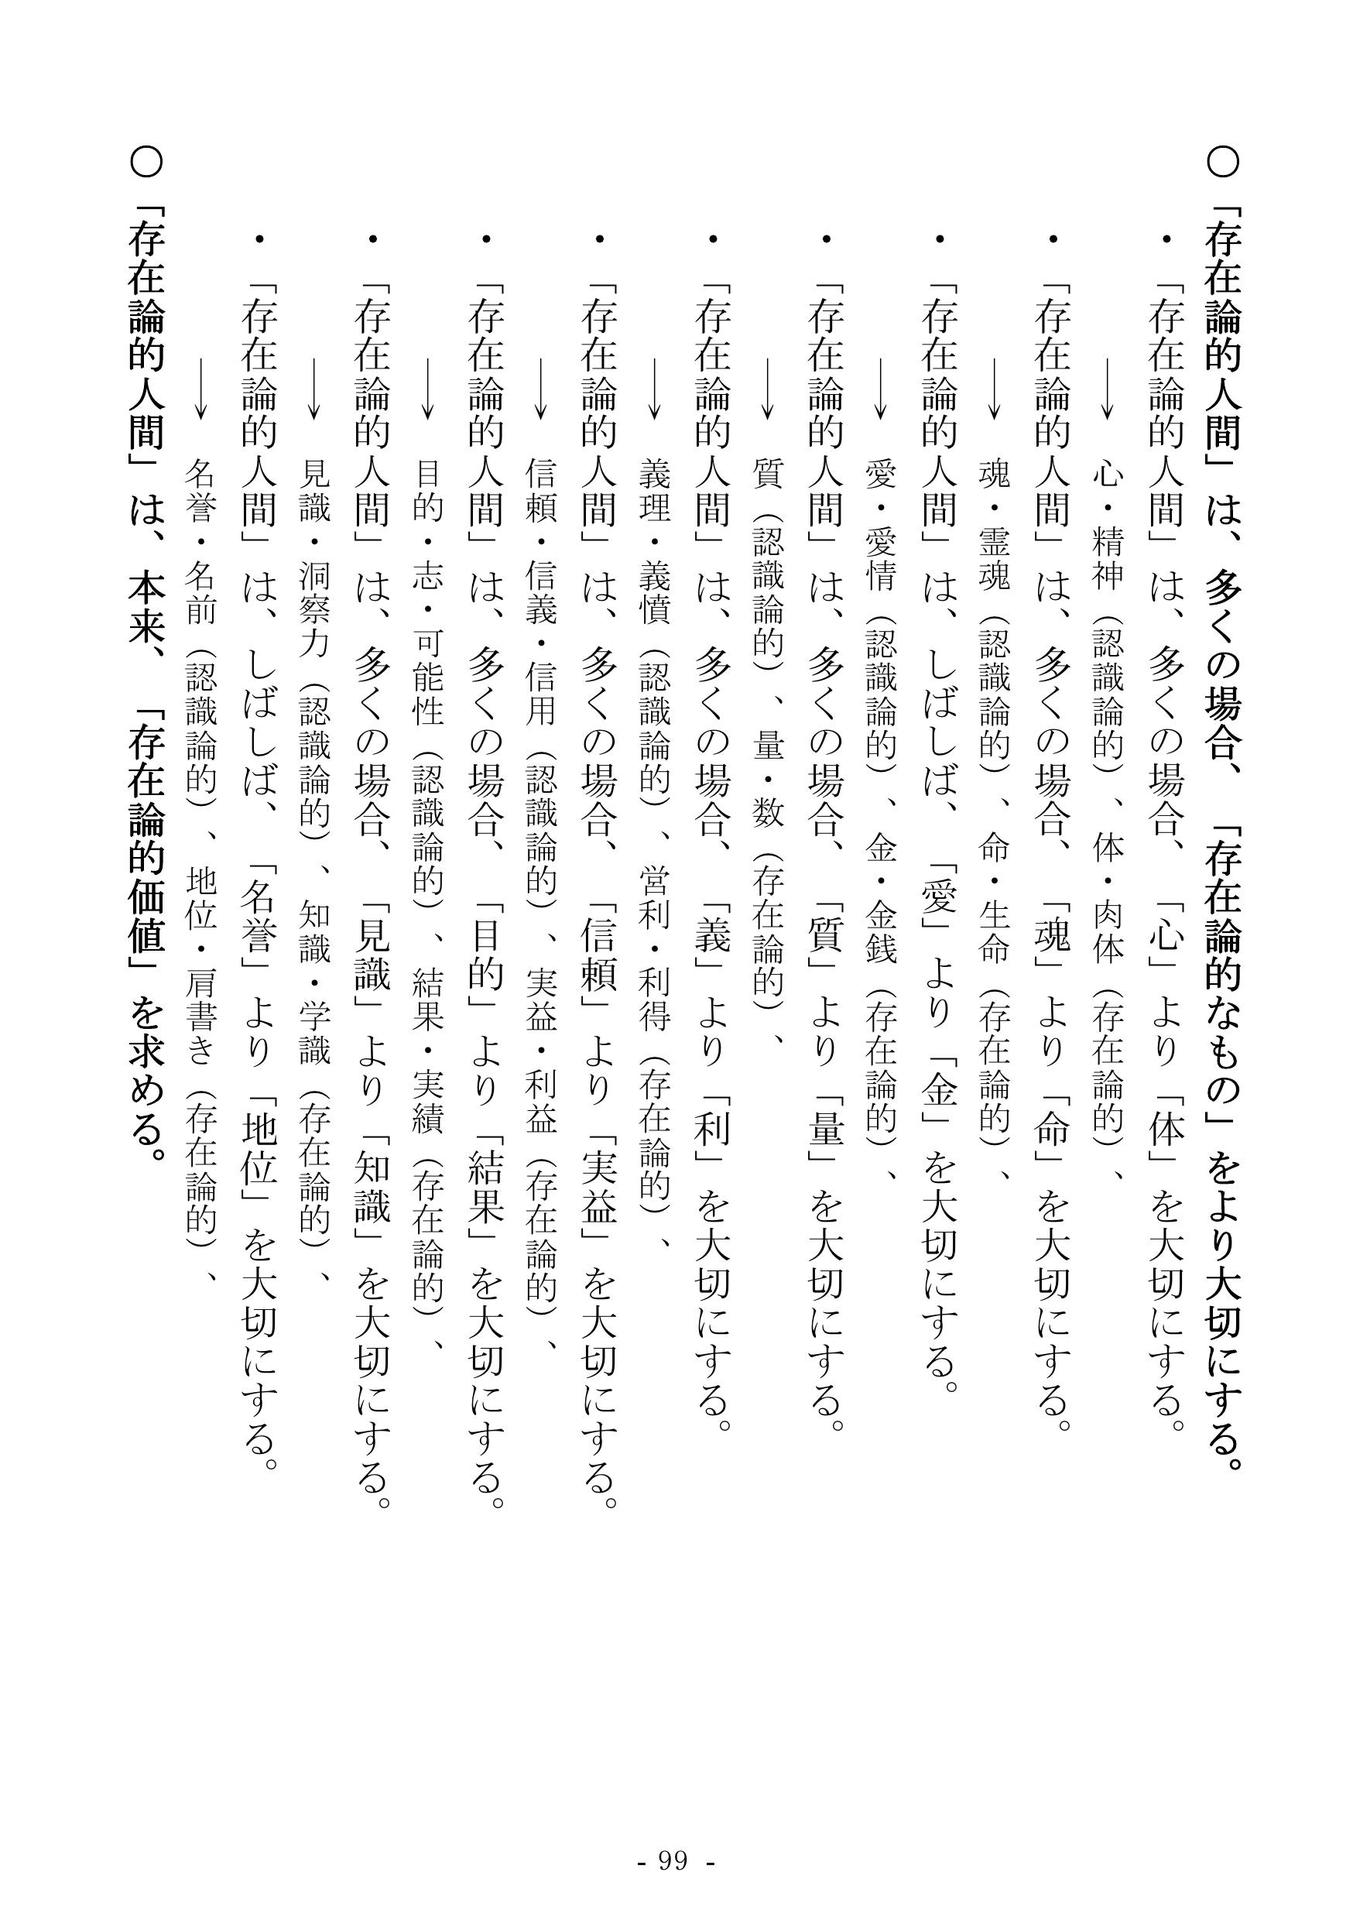 ○「存在論的人間」は、多くの場合、「存在論的なもの」をより大切にする。
・「存在論的人間」は、多くの場合、「心」より「体」を大切にする。
→ 心・精神（認識論的）、体・肉体（存在論的）、
・「存在論的人間」は、多くの場合、「魂」より「命」を大切にする。
→ 魂・霊魂（認識論的）、命・生命（存在論的）、
・「存在論的人間」は、しばしば、「愛」より「金」を大切にする。
→ 愛・愛情（認識論的）、金・金銭（存在論的）、
・「存在論的人間」は、多くの場合、「質」より「量」を大切にする。
→ 質（認識論的）、量・数（存在論的）、
・「存在論的人間」は、多くの場合、「義」より「利」を大切にする。
→ 義理・義憤（認識論的）、営利・利得（存在論的）、
・「存在論的人間」は、多くの場合、「信頼」より「実益」を大切にする。
→ 信頼・信義・信用（認識論的）、実益・利益（存在論的）、
・「存在論的人間」は、多くの場合、「目的」より「結果」を大切にする。
→ 目的・志・可能性（認識論的）、結果・実績（存在論的）、
・「存在論的人間」は、多くの場合、「見識」より「知識」を大切にする。
→ 見識・洞察力（認識論的）、知識・学識（存在論的）、
・「存在論的人間」は、しばしば、「名誉」より「地位」を大切にする。
→ 名誉・名前（認識論的）、地位・肩書き（存在論的）、
○「存在論的人間」は、本来、「存在論的価値」を求める。
- 99 -